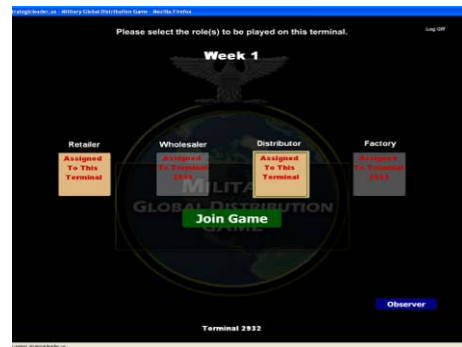 strategicleader.us - Military Global Distribution Game - Mozilla Firefox
Please select the role(s) to be played on this terminal.
Log Off
Week 1
Retailer
Wholesaler
Distributor
Factory
Assigned
To This
Terminal
Assigned
To Terminal
Assigned
To This
Terminal
Assigned
To Terminal
MILITARY
GLOBAL DISTRIBUTION
GAME
Join Game
Observer
Terminal 2932